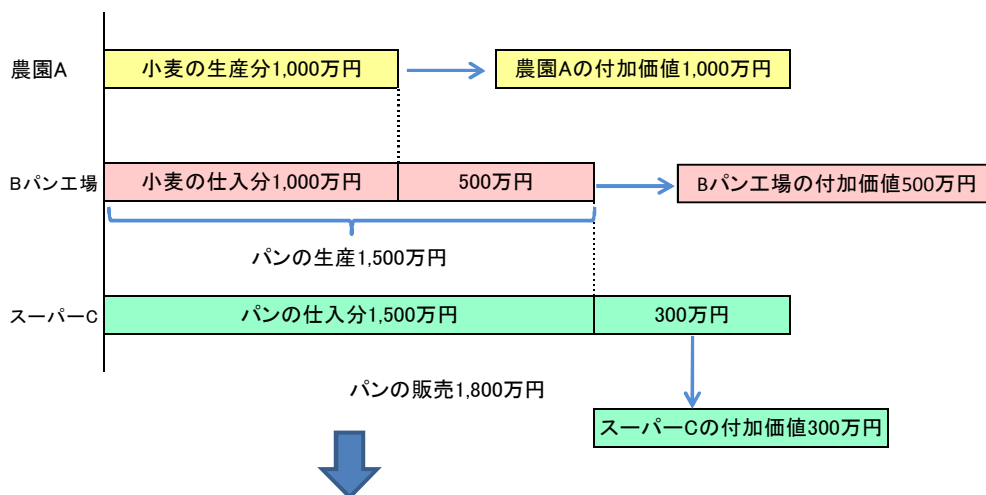 農園A
小麦の生産分1,000万円
農園Aの付加価値1,000万円
Bパン工場
小麦の仕入分1,000万円
500万円
Bパン工場の付加価値500万円
パンの生産1,500万円
スーパーC
パンの仕入分1,500万円
300万円
パンの販売1,800万円
スーパーCの付加価値300万円